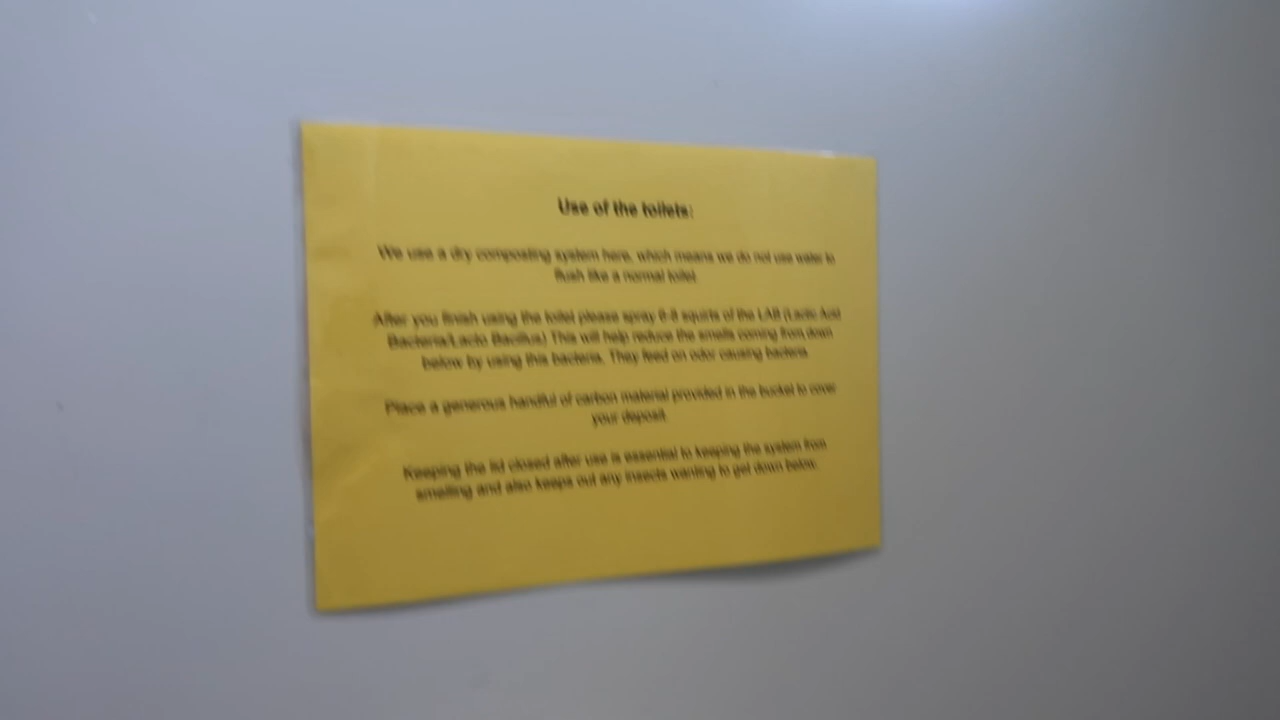 Use of the toilets:
We use a dry composting system here, which means we do not use water to
flush like a normal toilet.
After you finish using the toilet please spray squirts of the LAB (Lacto Acid
Bacteria/Lacto Bacillus) This will help reduce the smells coming from down
below by using this bacteria. They feed on odor causing bacteria.
Place a generous handful of carbon material provided in the bucket to cover
your deposit.
Keeping the lid closed after use is essential to keeping the system from
smelling and also keeps out any insects wanting to get down below.